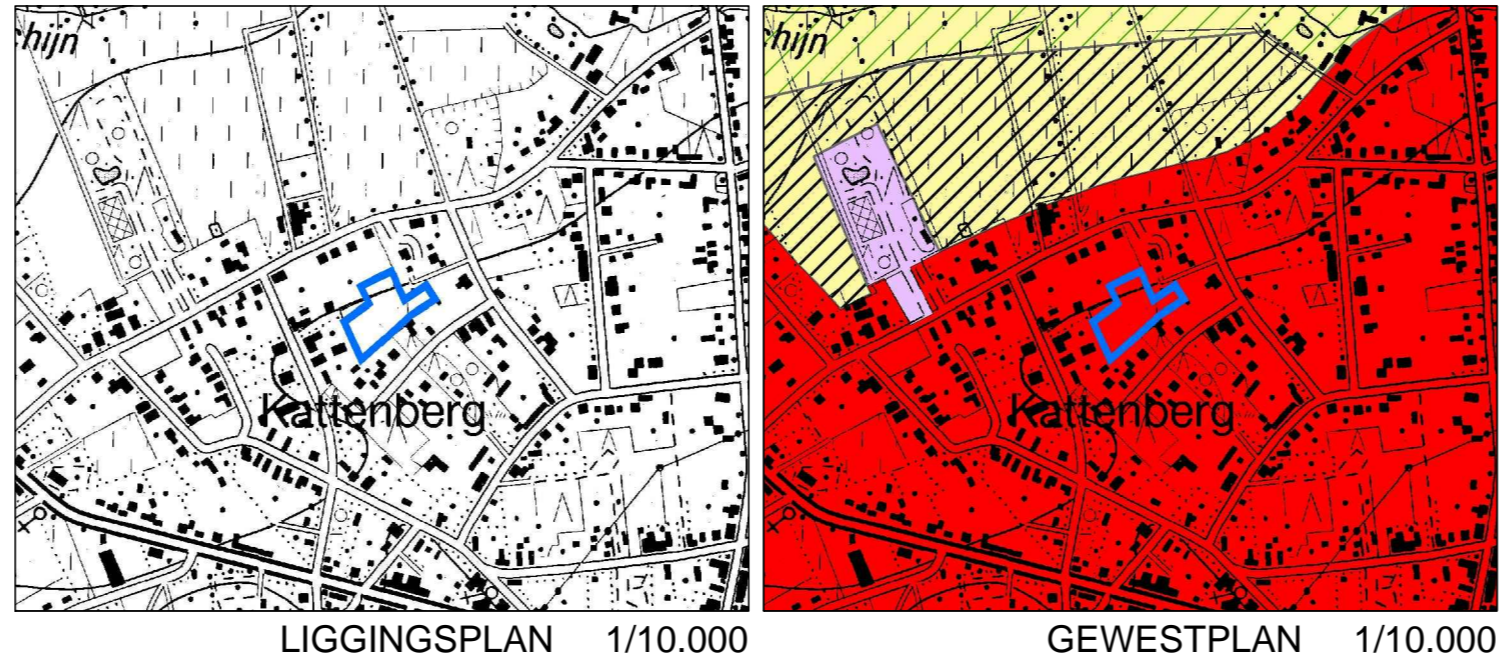 hijn
Kattenberg
LIGGINGSPLAN 1/10.000
hijn
Kattenberg
GEWESTPLAN 1/10.000